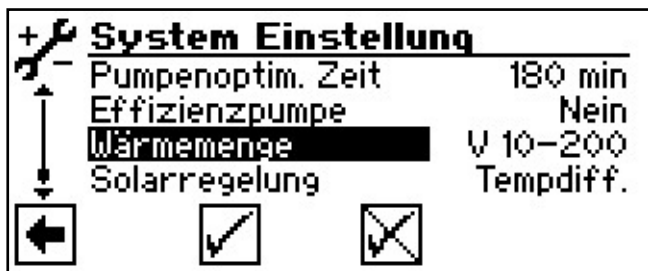 System Einstellung
Pumpenoptim. Zeit 180 min
Effizienzpumpe Nein
Wärmemenge V 10-200
Solarregelung Tempdiff.